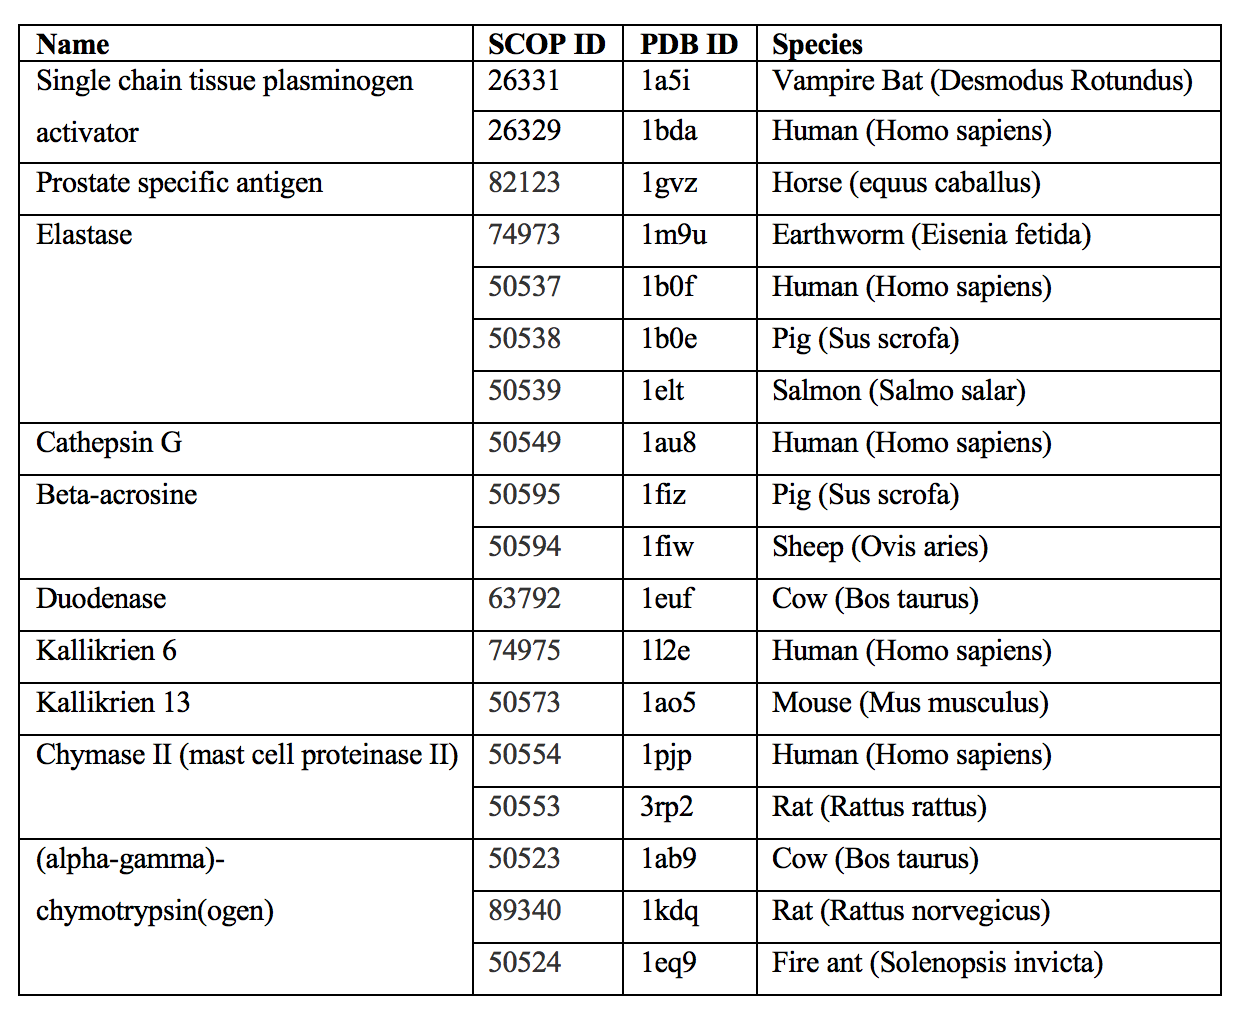 Name SCOP ID PDB ID Species
Single chain tissue plasminogen 26331 1a5i Vampire Bat (Desmodus Rotundus)
activator 26329 1bda Human (Homo sapiens)
Prostate specific antigen 82123 1gvz Horse (equus caballus)
Elastase 74973 1m9u Earthworm (Eisenia fetida)
50537 1b0f Human (Homo sapiens)
50538 1b0e Pig (Sus scrofa)
50539 1elt Salmon (Salmo salar)
Cathepsin G 50549 1au8 Human (Homo sapiens)
Beta-acrosine 50595 1fiz Pig (Sus scrofa)
50594 1fiw Sheep (Ovis aries)
Duodenase 63792 1euf Cow (Bos taurus)
Kallikrien 6 74975 1l2e Human (Homo sapiens)
Kallikrien 13 50573 1ao5 Mouse (Mus musculus)
Chymase II (mast cell proteinase II) 50554 1pjp Human (Homo sapiens)
50553 3rp2 Rat (Rattus rattus)
(alpha-gamma)- 50523 1ab9 Cow (Bos taurus)
chymotrypsin(ogen) 89340 1kdq Rat (Rattus norvegicus)
50524 1eq9 Fire ant (Solenopsis invicta)